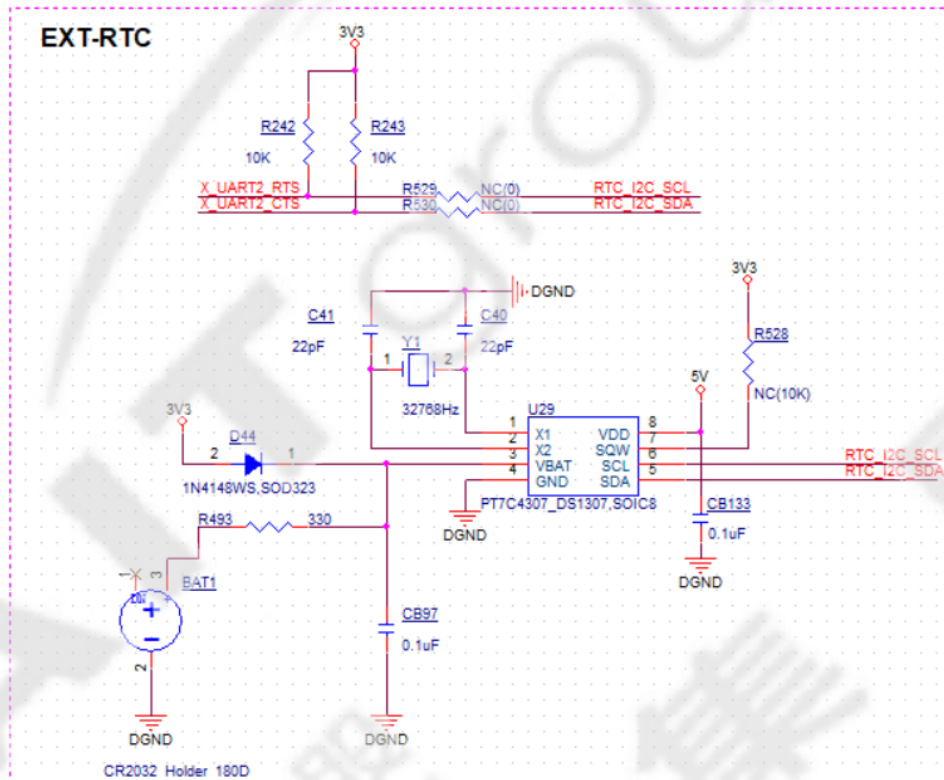 EXT-RTC
3V3
R242
R243
10K
10K
X_UART2_RTS
R529
NC(0)
RTC_I2C_SCL
X_UART2_CTS
R530
NC(0)
RTC_I2C_SDA
DGND
3V3
C41
C40
22pF
Y1
22pF
1
2
R528
32768Hz
5V
NC(10K)
3V3
U29
1
X1
VDD
8
2
X2
SQW
7
3
VBAT
SCL
6
RTC_I2C_SCL
4
GND
SDA
5
RTC_I2C_SDA
D44
2
1
1N4148WS,SOD323
PT7C4307_DS1307,SOIC8
R493
330
DGND
CB133
0.1uF
DGND
1
3
BAT1
CB97
0.1uF
2
DGND
DGND
CR2032 Holder 180D